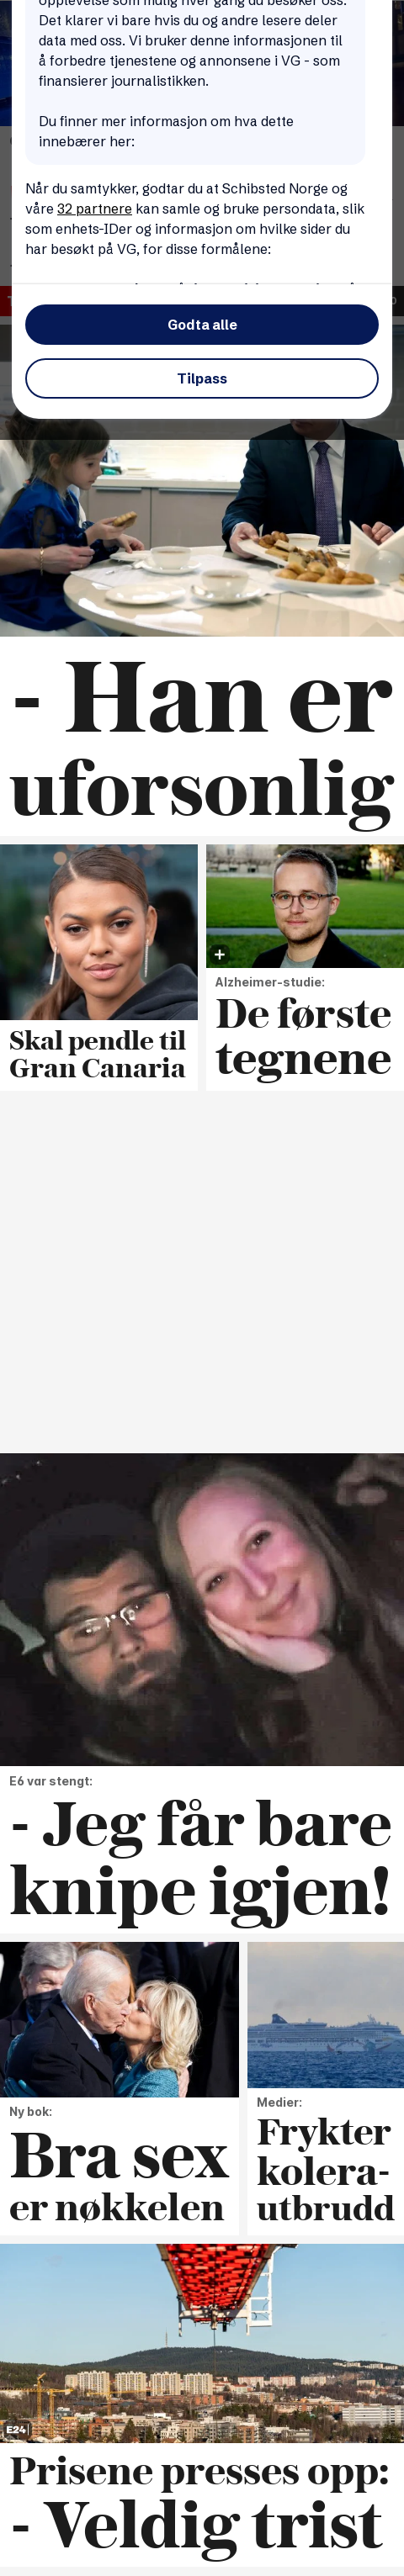 opplevelse som mulig hver gang du besøker oss.
Det klarer vi bare hvis du og andre lesere deler
data med oss. Vi bruker denne informasjonen til
å forbedre tjenestene og annonsene i VG - som
finansierer journalistikken.
Du finner mer informasjon om hva dette
innebærer her:
Når du samtykker, godtar du at Schibsted Norge og
våre 32 partnere kan samle og bruke persondata, slik
som enhets-IDer og informasjon om hvilke sider du
har besøkt på VG, for disse formålene:
Godta alle
Tilpass
- Han er
uforsonlig
Skal pendle til
Gran Canaria
Alzheimer-studie:
De første
tegnene
E6 var stengt:
- Jeg får bare
knipe igjen!
Ny bok:
Bra sex
er nøkkelen
Medier:
Frykter
kolera-
utbrudd
E24
Prisene presses opp:
- Veldig trist